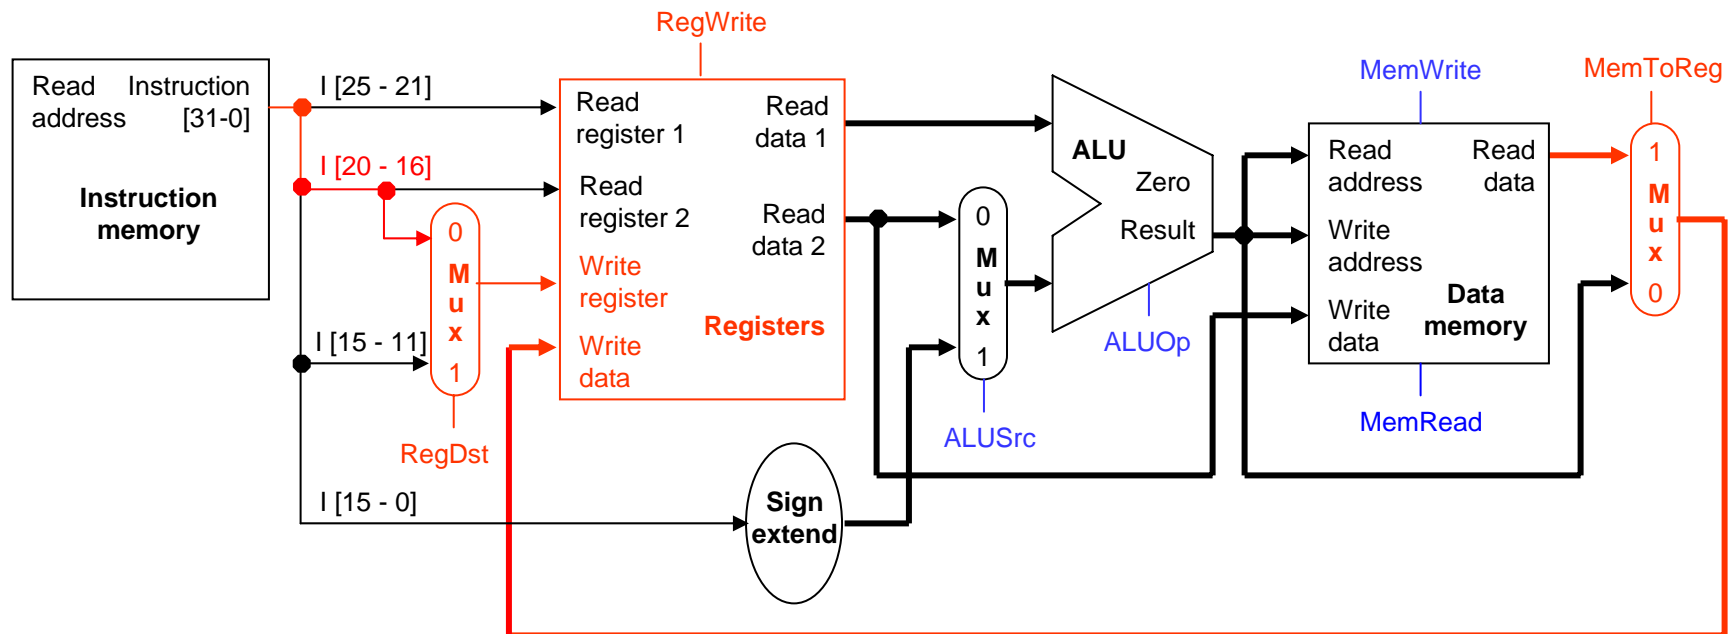 RegWrite
Read Instruction
address [31-0]
Instruction
memory
I [25 - 21]
I [20 - 16]
I [15 - 11]
I [15 - 0]
0
M
u
x
1
RegDst
Read
register 1
Read
register 2
Write
register
Write
data
Read
data 1
Read
data 2
Registers
Sign
extend
0
M
u
x
1
ALUSrc
ALU
Zero
Result
ALUOp
MemWrite
Read
address
Write
address
Write
data
Read
data
Data
memory
MemRead
MemToReg
1
M
u
x
0